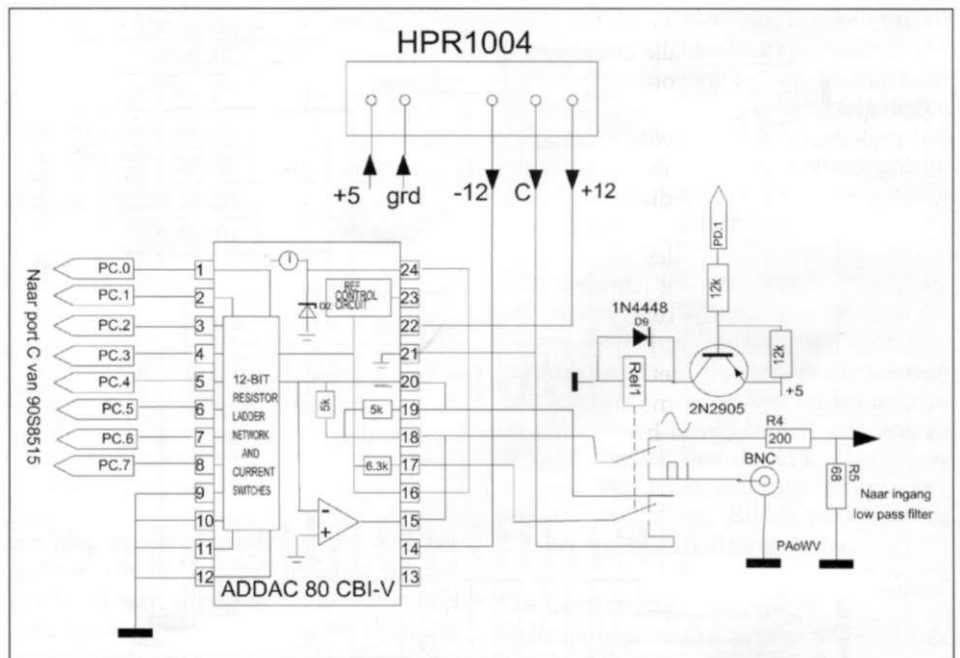 HPR1004
+5 grd -12 C +12
PD.1
Naar port C van 90S8515
PC.0
PC.1
PC.2
PC.3
PC.4
PC.5
PC.6
PC.7
1
2
3
4
5
6
7
8
9
10
11
12
24
23
22
21
20
19
18
17
16
15
14
13
REF
CONTROL
CIRCUIT
12-BIT
RESISTOR
LADDER
NETWORK
AND
CURRENT
SWITCHES
5k
5k
6.3k
-
+
ADDAC 80 CBI-V
12k
1N4448
D9
Rel1
12k
+5
2N2905
R4
200
BNC
R5
68
Naar ingang
low pass filter
PAoWV